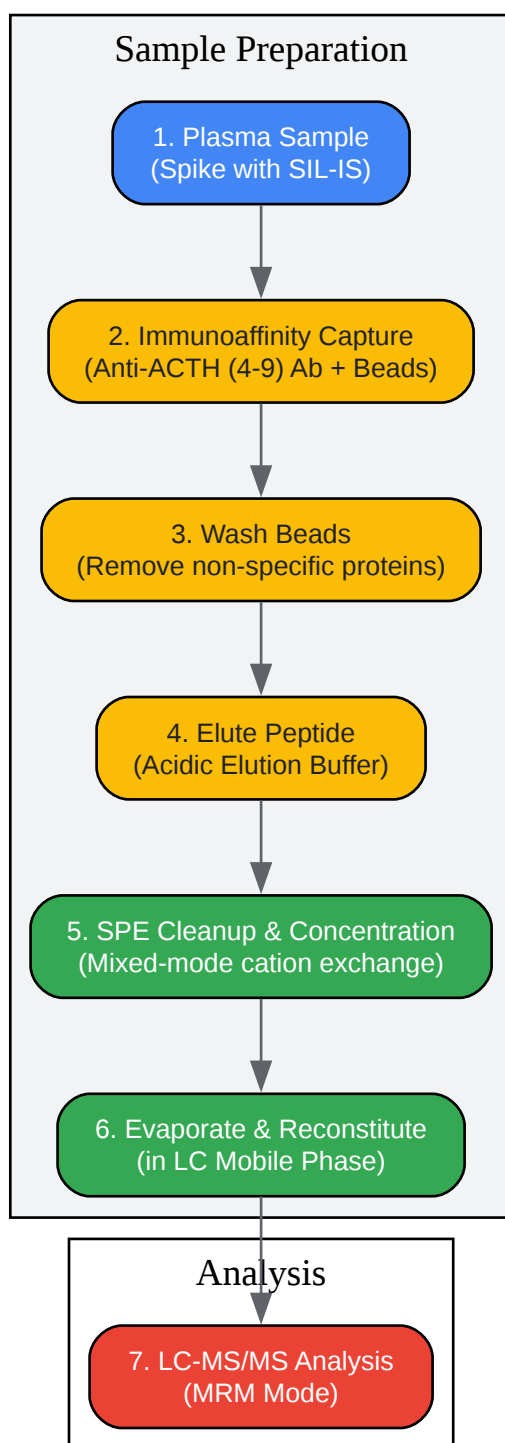 Sample Preparation
1. Plasma Sample
(Spike with SIL-IS)
2. Immunoaffinity Capture
(Anti-ACTH (4-9) Ab + Beads)
3. Wash Beads
(Remove non-specific proteins)
4. Elute Peptide
(Acidic Elution Buffer)
5. SPE Cleanup & Concentration
(Mixed-mode cation exchange)
6. Evaporate & Reconstitute
(in LC Mobile Phase)
Analysis
7. LC-MS/MS Analysis
(MRM Mode)